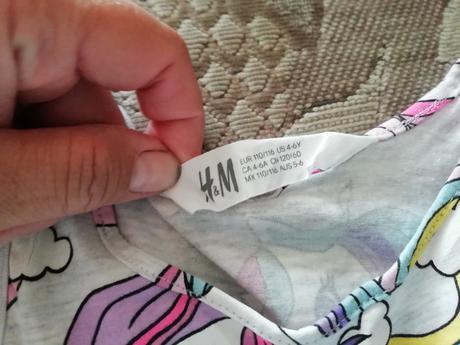 H&M
EUR 110/116 US 4-6Y
CA 4-6A CN 120/60
MX 110/116 AUS 5-6